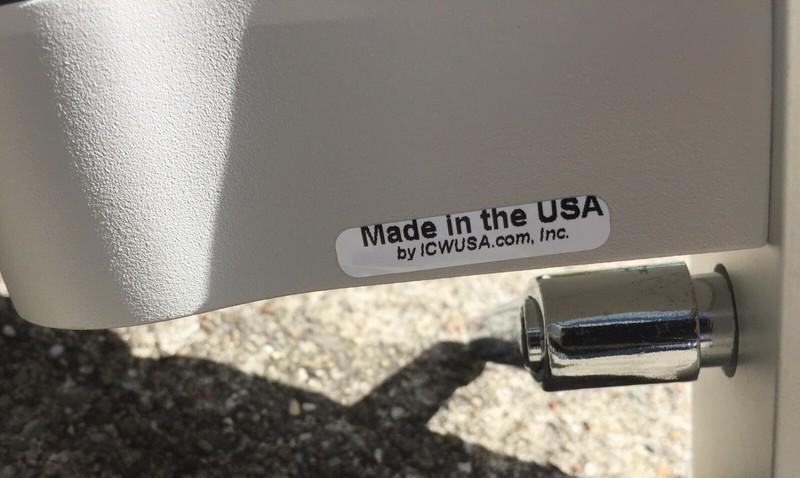 Made in the USA
by ICWUSA.com, Inc.